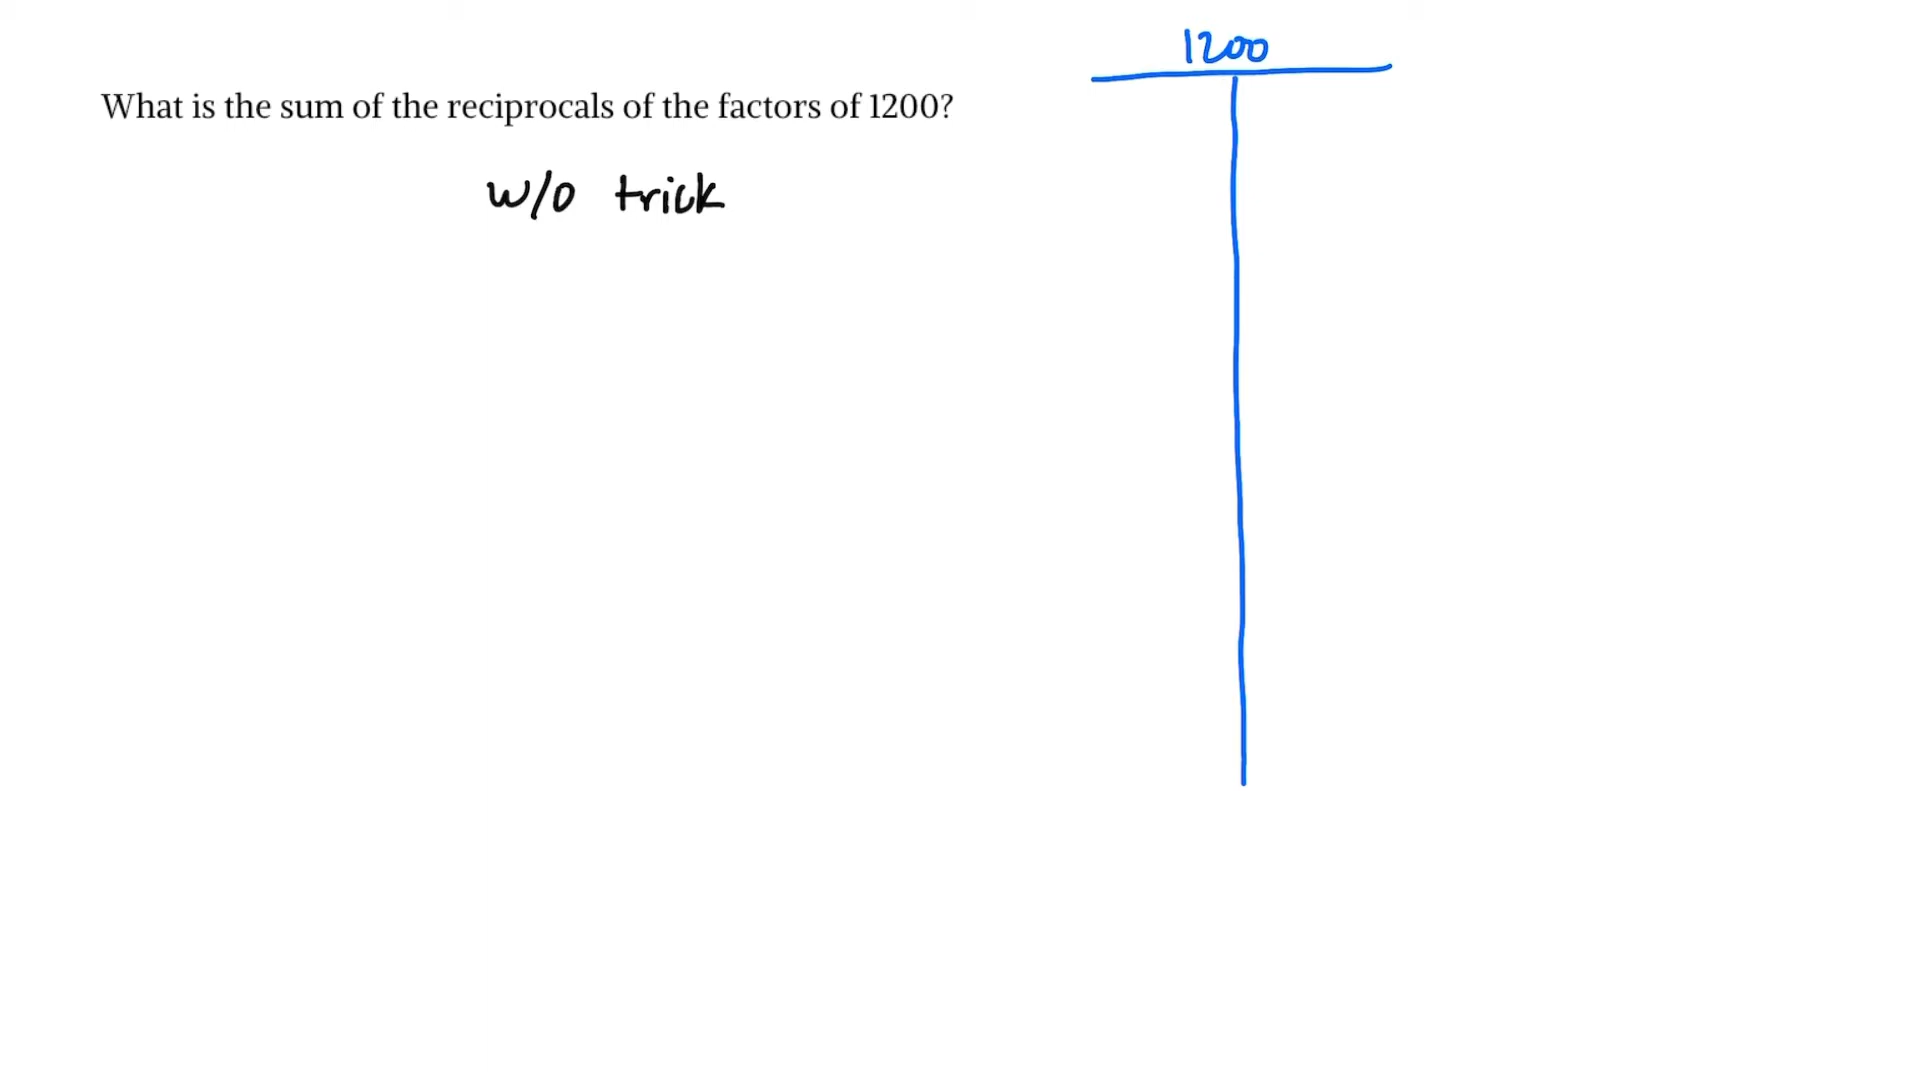 1200
What is the sum of the reciprocals of the factors of 1200?
w/o trick